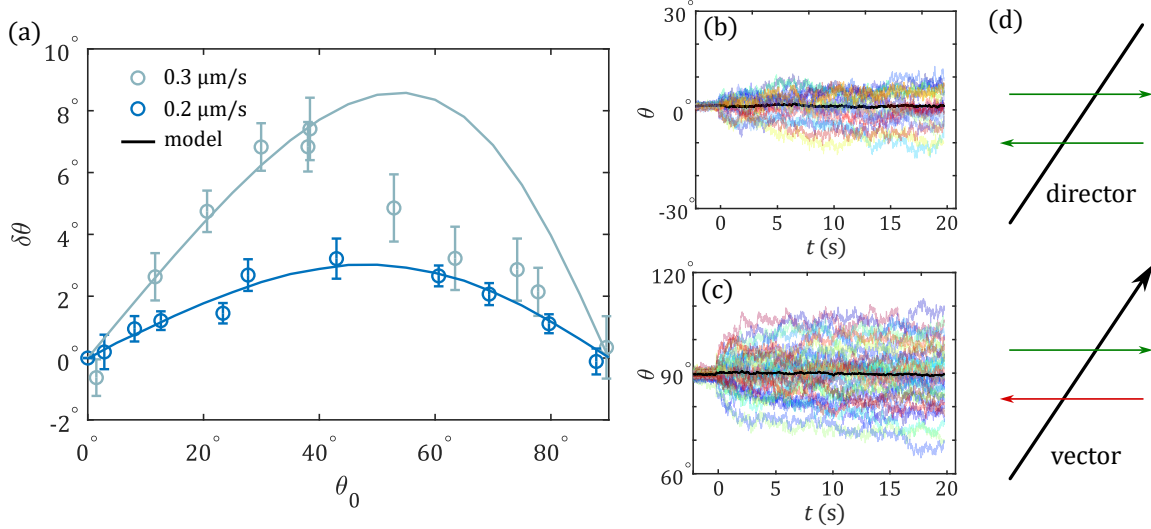 (a)
10°
8°
6°
4°
2°
0°
-2°
δθ
0.3 µm/s
0.2 µm/s
model
0° 20° 40° 60° 80°
θ0
(b)
30°
0°
-30°
θ
0 5 10 15 20
t (s)
(c)
120°
90°
60°
θ
0 5 10 15 20
t (s)
(d)
director
vector